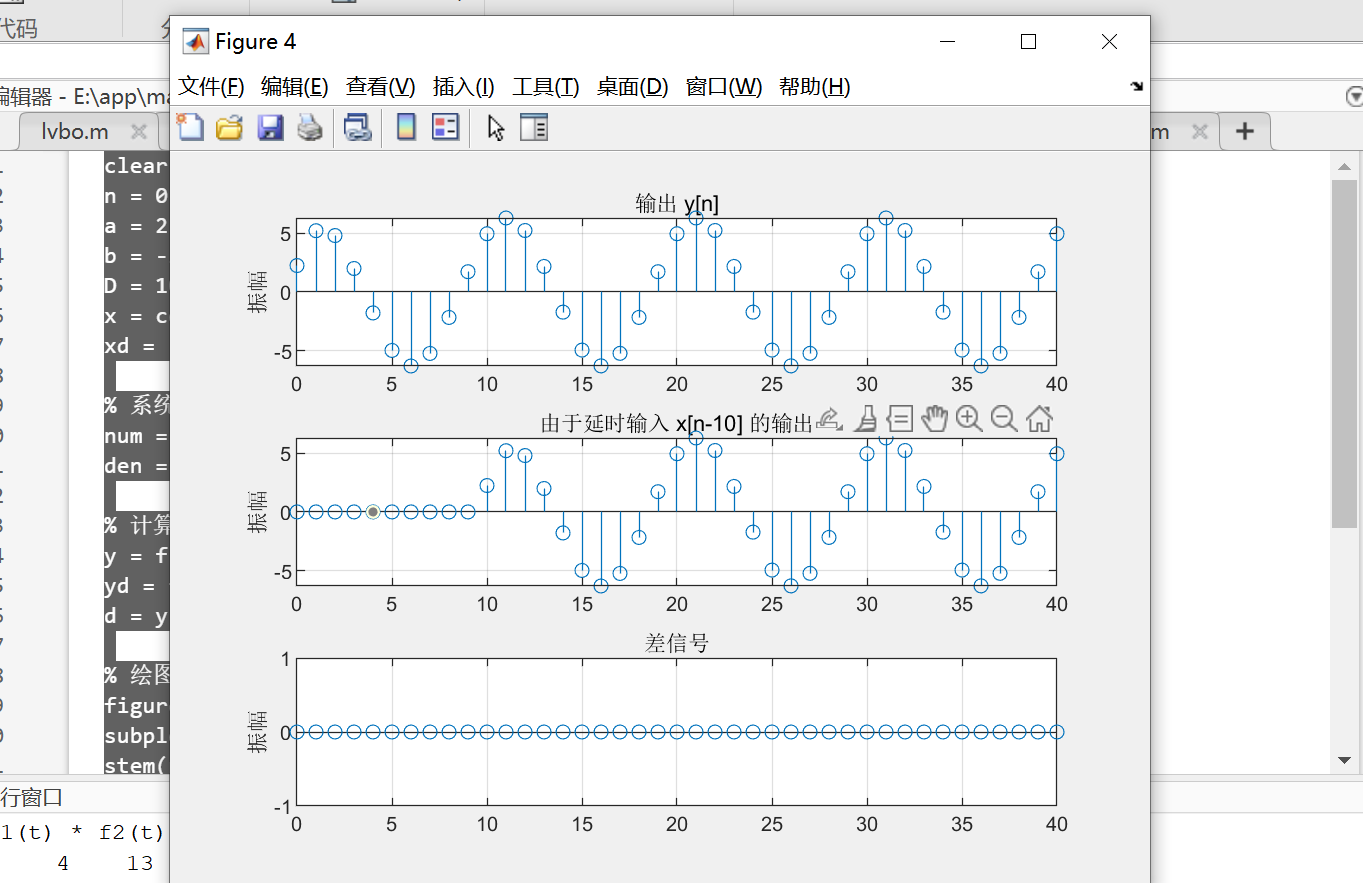 代码
Figure 4
文件(F) 编辑(E) 查看(V) 插入(I) 工具(T) 桌面(D) 窗口(W) 帮助(H)
编辑器 - E:\app\ma
lvbo.m
m
clear
n = 0
a = 2
b = -
D = 1
x = c
xd =
% 系统
num =
den =
% 计算
y = f
yd =
d = y
% 绘图
figur
subpl
stem(
输出 y[n]
振幅
5
0
-5
0 5 10 15 20 25 30 35 40
由于延时输入 x[n-10] 的输出
振幅
5
0
-5
0 5 10 15 20 25 30 35 40
差信号
振幅
1
0
-1
0 5 10 15 20 25 30 35 40
行窗口
1(t) * f2(t)
4 13